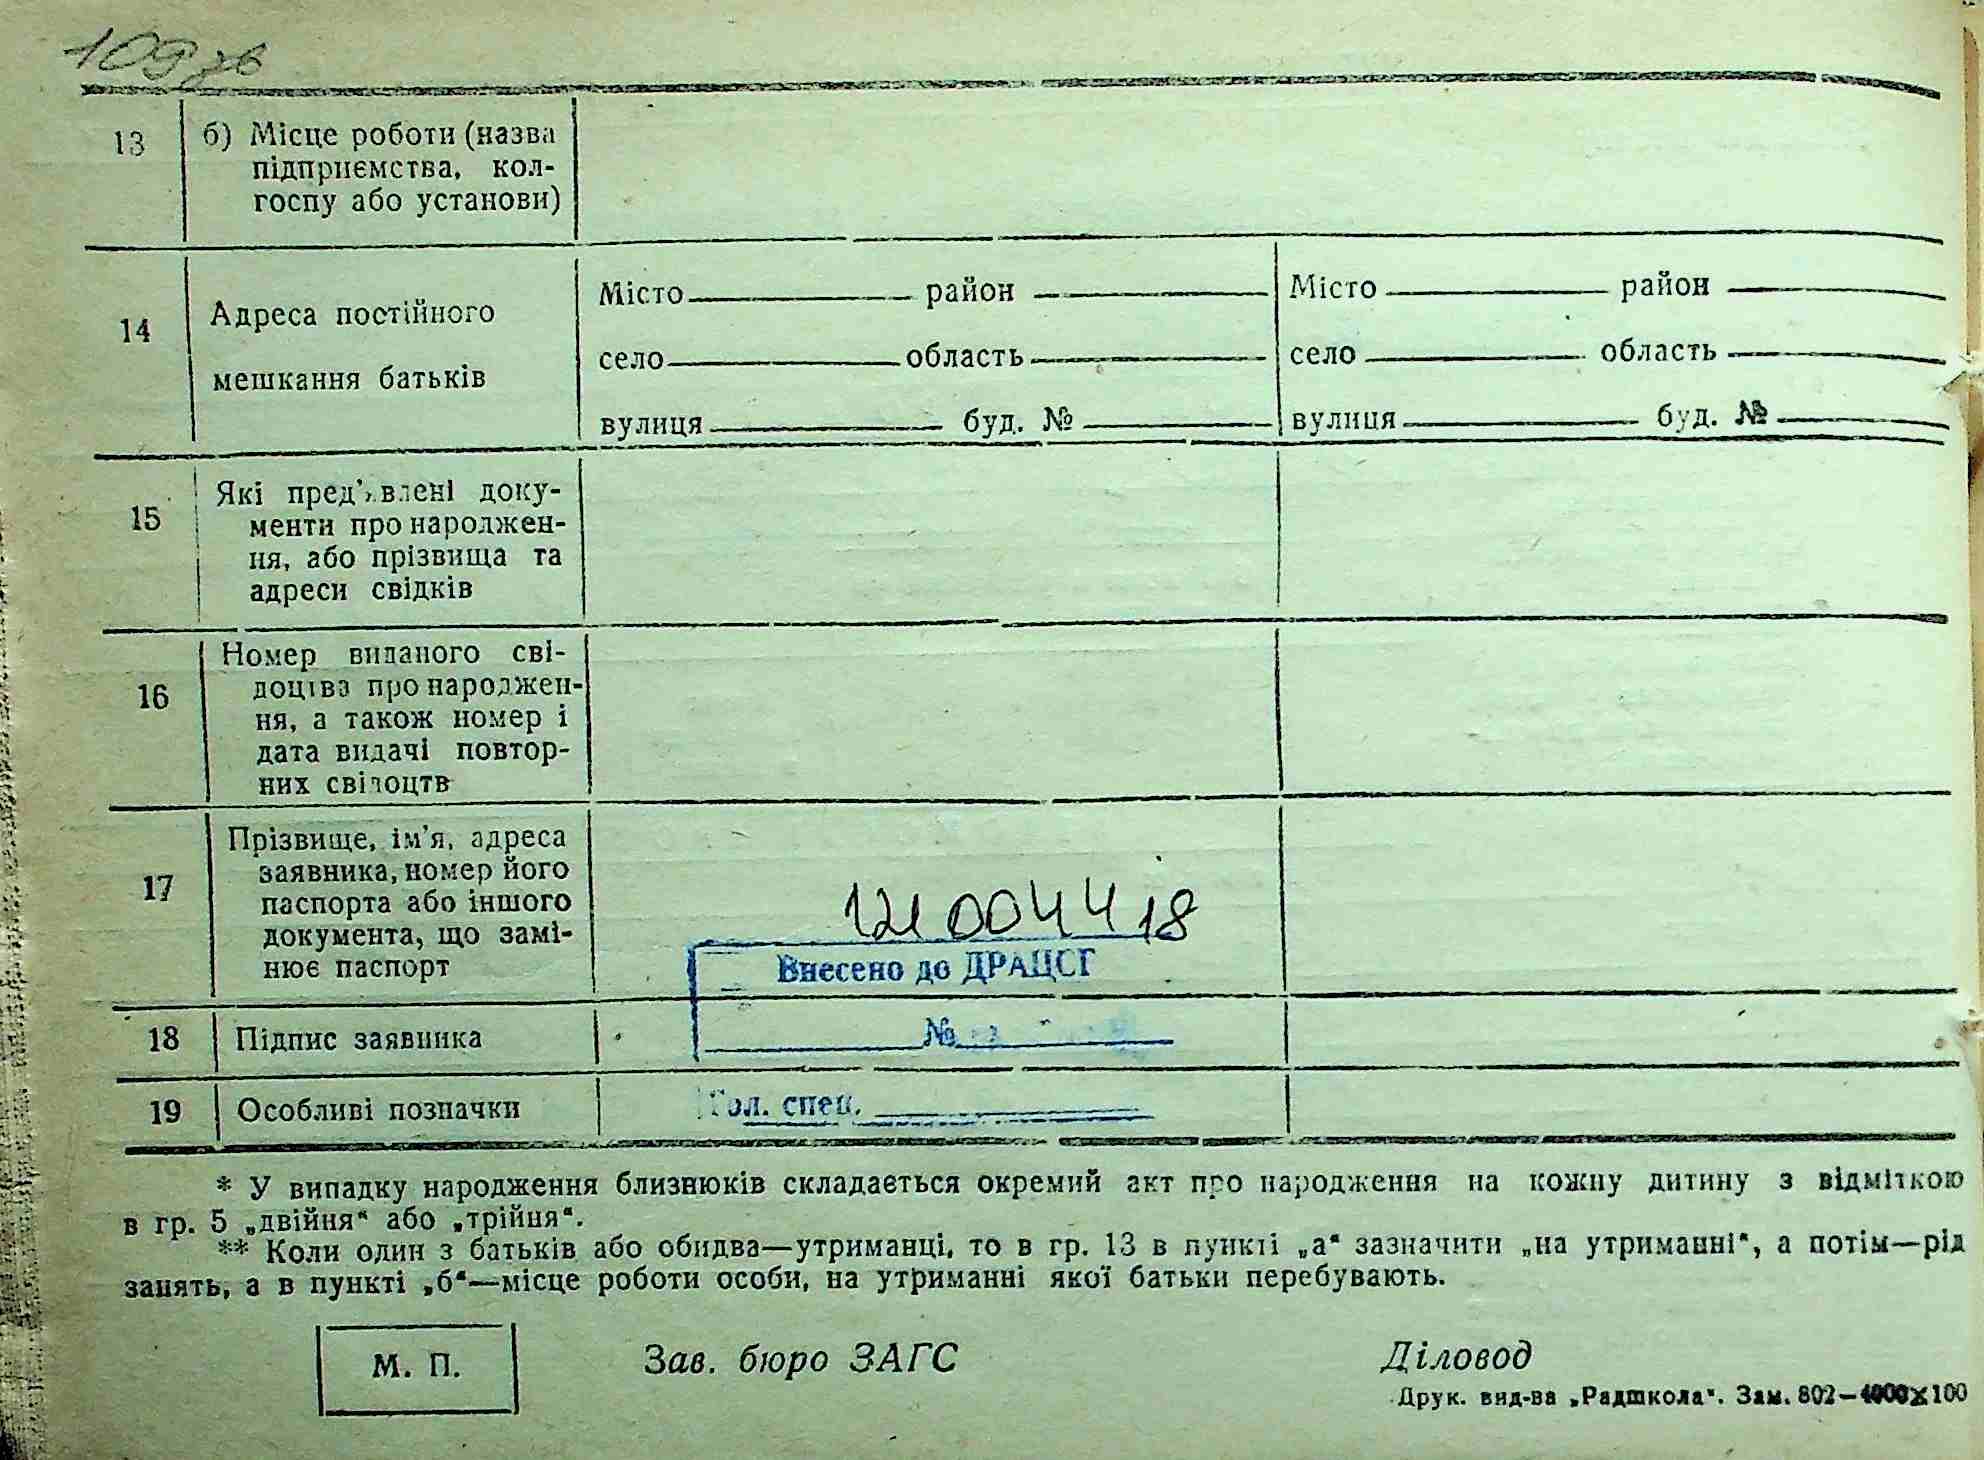 109 зв
13 б) Місце роботи (назва
підприємства, кол-
госпу або установи)
14 Адреса постійного
мешкання батьків
Місто район
село область
вулиця буд. №
Місто район
село область
вулиця буд. №
15 Які пред'явлені доку-
менти про народжен-
ня, або прізвища та
адреси свідків
16 Номер виданого сві-
доцтва про народжен-
ня, а також номер і
дата видачі повтор-
них свідоцтв
17 Прізвище, ім'я, адреса
заявника, номер його
паспорта або іншого
документа, що замі-
нює паспорт
121 004418
Внесено до ДРАЦСГ
№
18 Підпис заявника
19 Особливі позначки
Гол. спец.
* У випадку народження близнюків складається окремий акт про народження на кожну дитину з відміткою
в гр. 5 „двійня“ або „трійня“.
** Коли один з батьків або обидва—утриманці, то в гр. 13 в пункті „а“ зазначити „на утриманні“, а потім—рід
занять, а в пункті „б“—місце роботи особи, на утриманні якої батьки перебувають.
М. П.
Зав. бюро ЗАГС
Діловод
Друк. вид-ва „Радшкола“. Зам. 802—4000×100